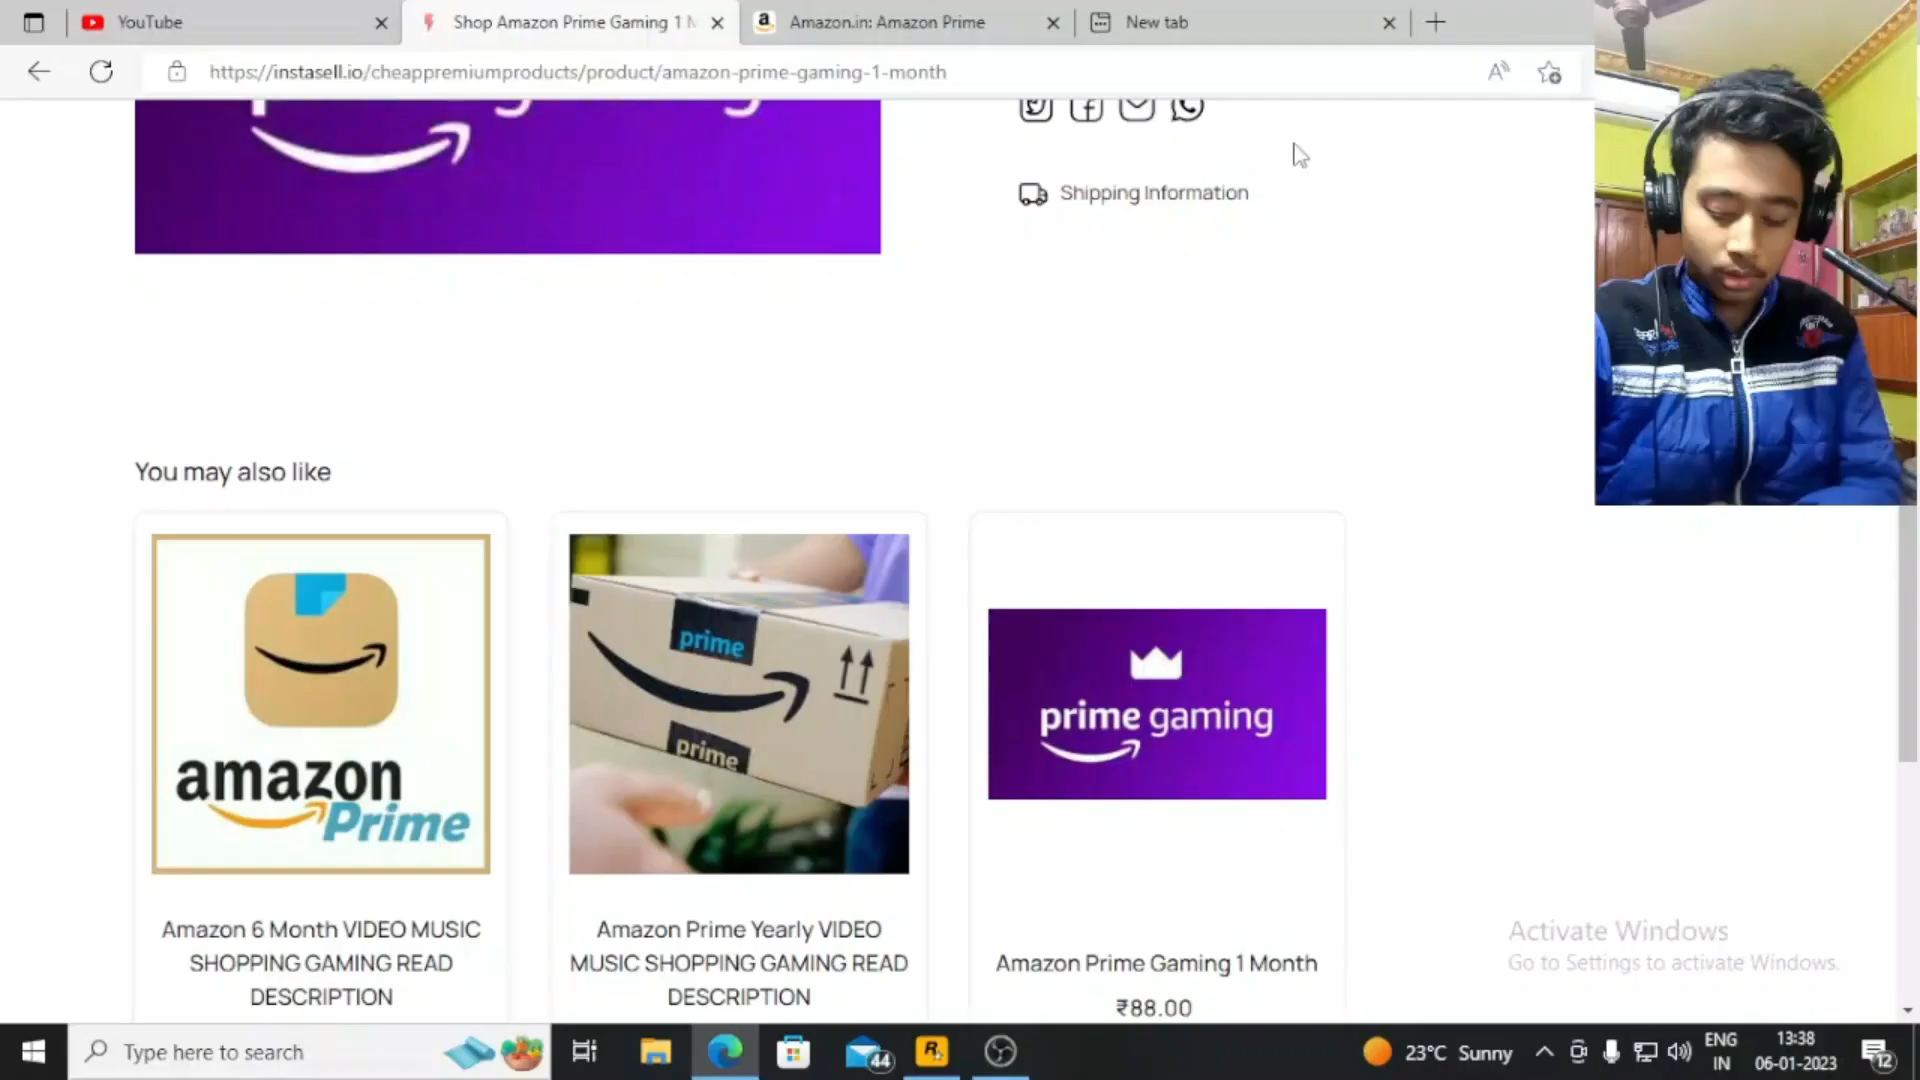 YouTube
Shop Amazon Prime Gaming 1 M
Amazon.in: Amazon Prime
New tab
https://instasell.io/cheappremiumproducts/product/amazon-prime-gaming-1-month
Shipping Information
You may also like
amazon
Prime
prime
prime
prime gaming
Amazon 6 Month VIDEO MUSIC
SHOPPING GAMING READ
DESCRIPTION
Amazon Prime Yearly VIDEO
MUSIC SHOPPING GAMING READ
DESCRIPTION
Amazon Prime Gaming 1 Month
₹88.00
Activate Windows
Go to Settings to activate Windows.
Type here to search
44
23°C Sunny
ENG
IN
13:38
06-01-2023
12